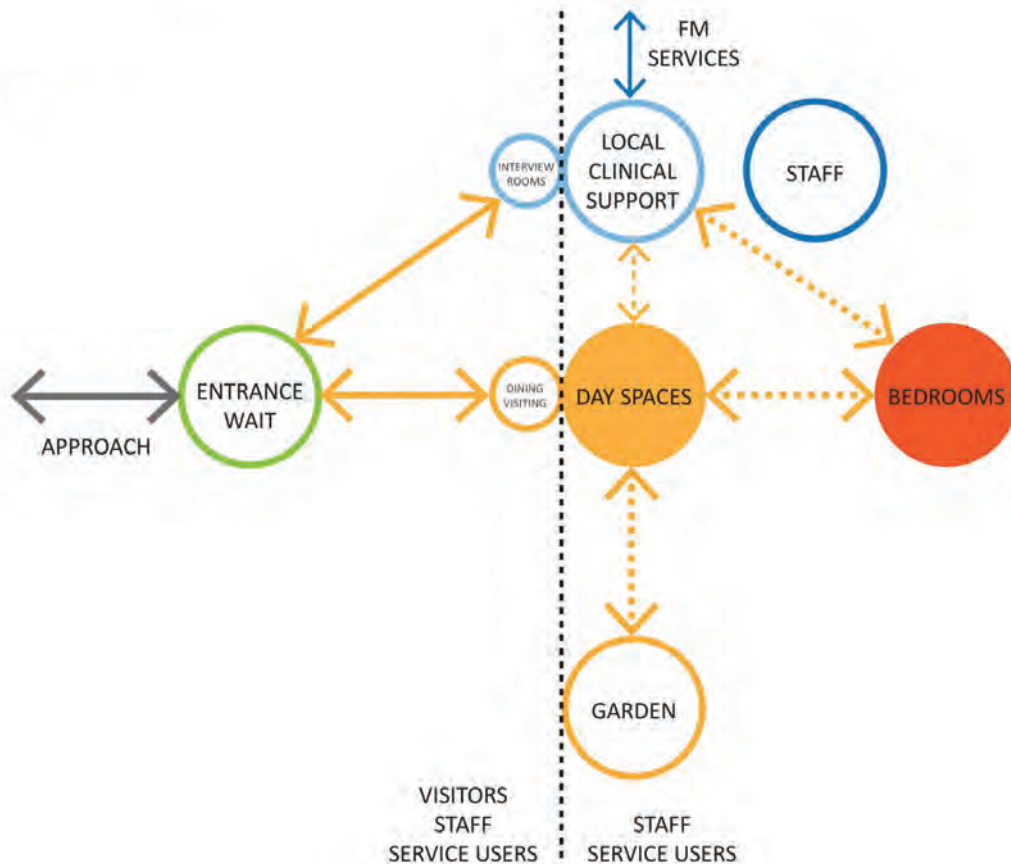 FM
SERVICES
LOCAL
CLINICAL
SUPPORT
INTERVIEW
ROOMS
STAFF
ENTRANCE
WAIT
APPROACH
DINING
VISITING
DAY SPACES
BEDROOMS
GARDEN
VISITORS
STAFF
SERVICE USERS
STAFF
SERVICE USERS